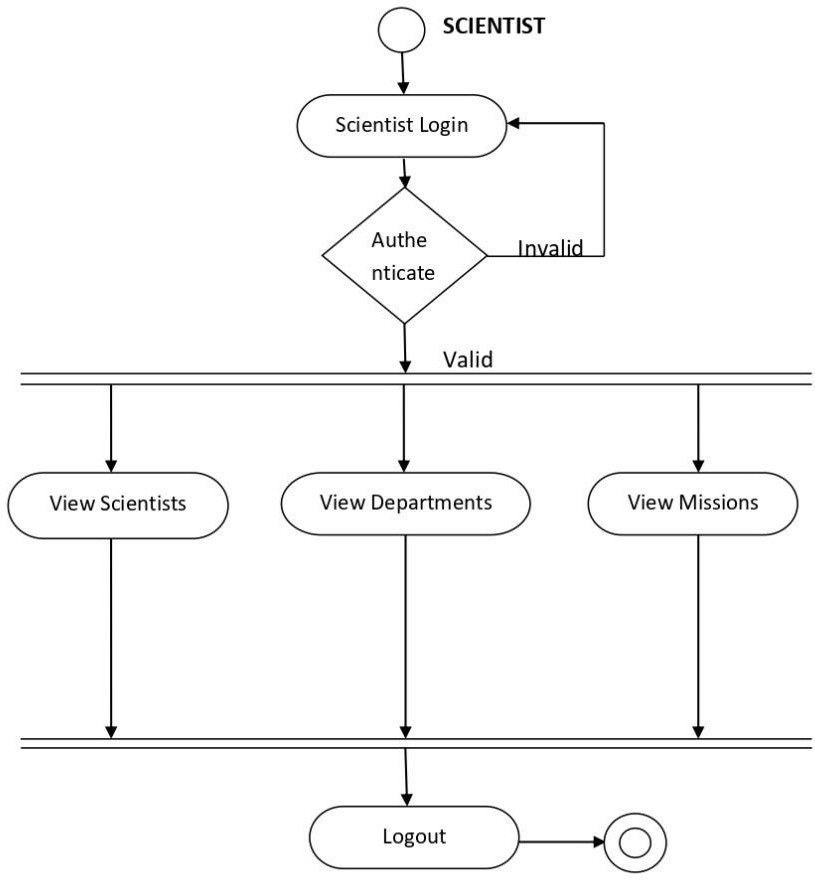 SCIENTIST
Scientist Login
Authe
nticate
Invalid
Valid
View Scientists
View Departments
View Missions
Logout